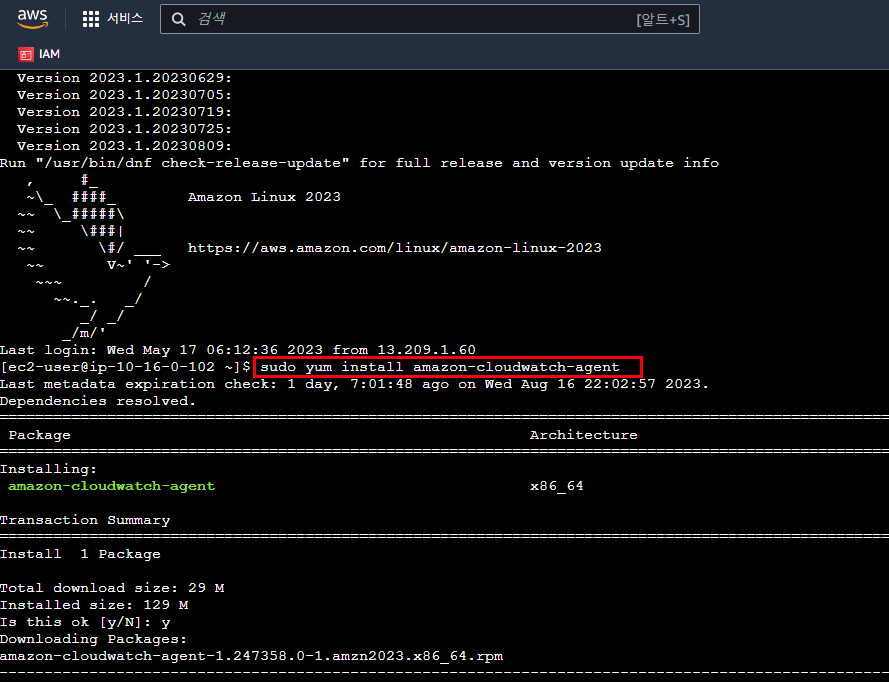 aws
서비스
검색
[알트+S]
IAM
Version 2023.1.20230629:
Version 2023.1.20230705:
Version 2023.1.20230719:
Version 2023.1.20230725:
Version 2023.1.20230809:
Run "/usr/bin/dnf check-release-update" for full release and version update info
   ,     #_
   ~\_  ####_        Amazon Linux 2023
  ~~  \_#####\
  ~~     \###|
  ~~       \#/ ___   https://aws.amazon.com/linux/amazon-linux-2023
   ~~       V~' '->
    ~~~         /
      ~~._.   _/
         _/ _/
       _/m/'
Last login: Wed May 17 06:12:36 2023 from 13.209.1.60
[ec2-user@ip-10-16-0-102 ~]$ sudo yum install amazon-cloudwatch-agent
Last metadata expiration check: 1 day, 7:01:48 ago on Wed Aug 16 22:02:57 2023.
Dependencies resolved.
====================================================================================================
Package Architecture
====================================================================================================
Installing:
amazon-cloudwatch-agent x86_64
Transaction Summary
====================================================================================================
Install  1 Package
Total download size: 29 M
Installed size: 129 M
Is this ok [y/N]: y
Downloading Packages:
amazon-cloudwatch-agent-1.247358.0-1.amzn2023.x86_64.rpm
----------------------------------------------------------------------------------------------------